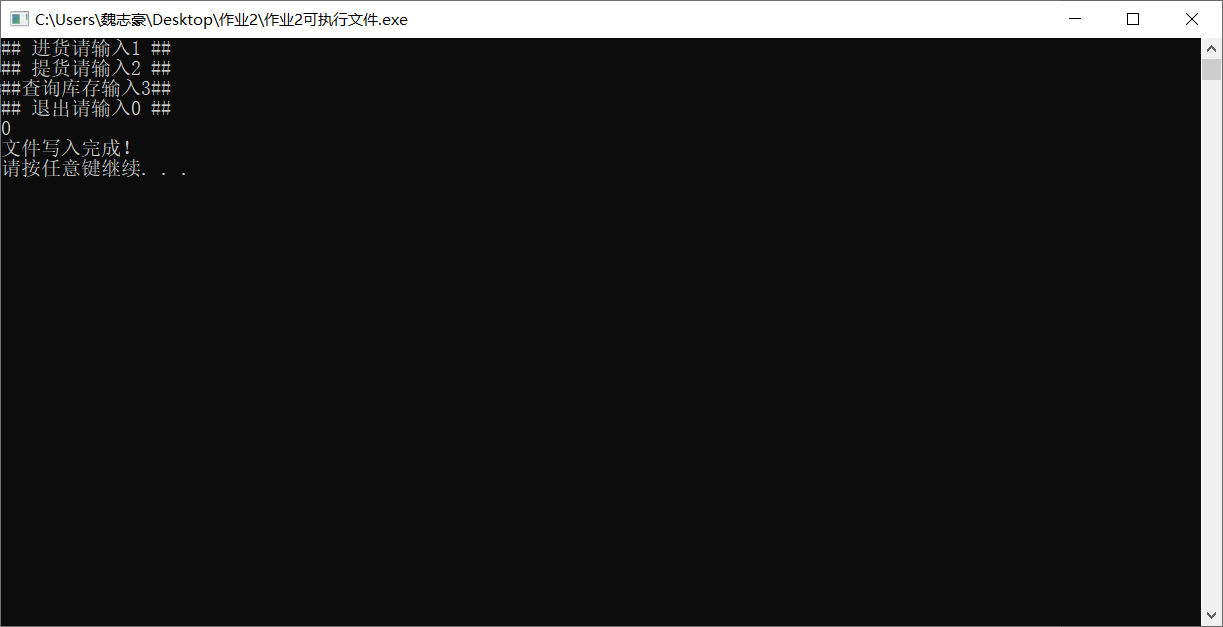 C:\Users\魏志豪\Desktop\作业2\作业2可执行文件.exe
## 进货请输入1 ##
## 提货请输入2 ##
##查询库存输入3##
## 退出请输入0 ##
0
文件写入完成!
请按任意键继续. . .